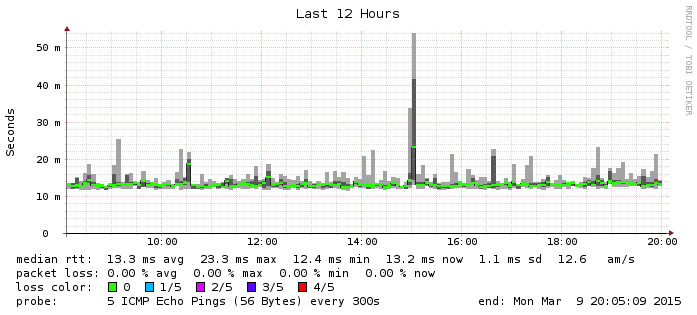 Last 12 Hours
RRDTOOL / TOBI OETIKER
Seconds
50 m
40 m
30 m
20 m
10 m
0
10:00 12:00 14:00 16:00 18:00 20:00
median rtt: 13.3 ms avg 23.3 ms max 12.4 ms min 13.2 ms now 1.1 ms sd 12.6 am/s
packet loss: 0.00 % avg 0.00 % max 0.00 % min 0.00 % now
loss color: 0 1/5 2/5 3/5 4/5
probe: 5 ICMP Echo Pings (56 Bytes) every 300s end: Mon Mar 9 20:05:09 2015